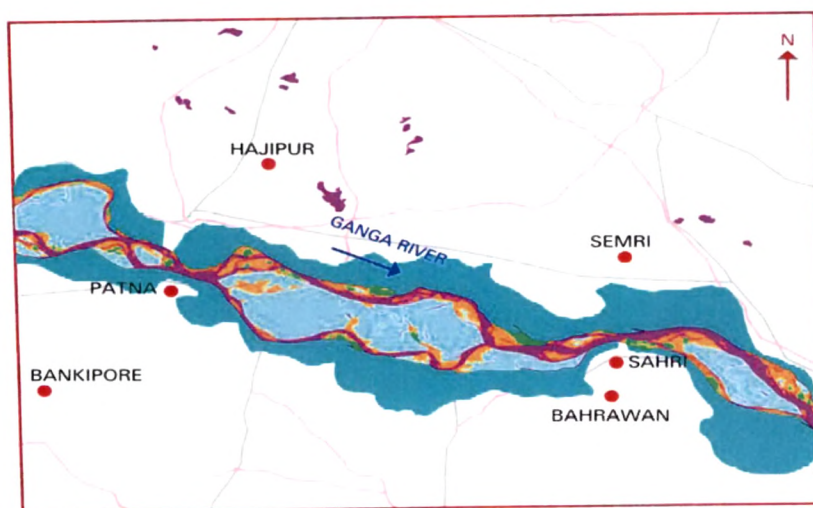 N
HAJIPUR
GANGA RIVER
SEMRI
PATNA
SAHRI
BANKIPORE
BAHRAWAN